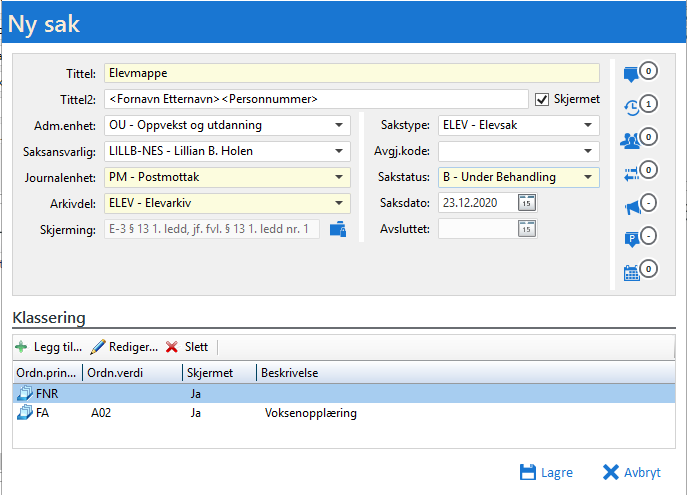 Ny sak
Tittel: Elevmappe
Tittel2: <Fornavn Etternavn><Personnummer> Skjermet
Adm.enhet: OU - Oppvekst og utdanning Sakstype: ELEV - Elevsak
Saksansvarlig: LILLB-NES - Lillian B. Holen Avgj.kode:
Journalenhet: PM - Postmottak Sakstatus: B - Under Behandling
Arkivdel: ELEV - Elevarkiv Saksdato: 23.12.2020 15
Skjerming: E-3 § 13 1. ledd, jf. fvl. § 13 1. ledd nr. 1 Avsluttet: 15
0
1
0
0
-
P -
0
Klassering
Legg til... Rediger... Slett
Ordn.prin... Ordn.verdi Skjermet Beskrivelse
FNR Ja
FA A02 Ja Voksenopplæring
Lagre Avbryt